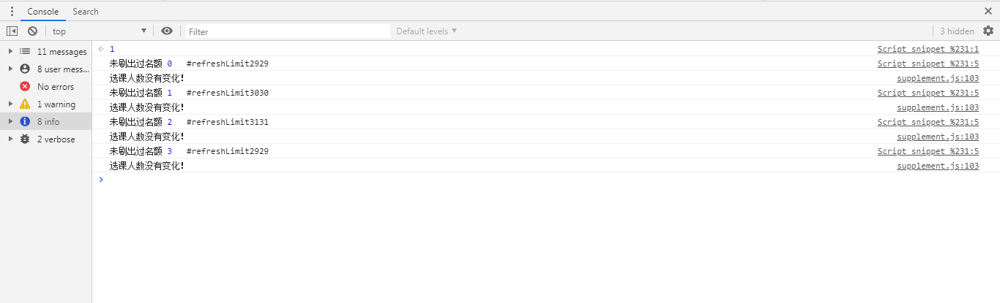 Console Search
top Filter Default levels 3 hidden
11 messages
8 user mess...
No errors
1 warning
8 info
2 verbose
1 Script snippet %231:1
未刷出过名额 0 #refreshLimit2929 Script snippet %231:5
选课人数没有变化! supplement.js:103
未刷出过名额 1 #refreshLimit3030 Script snippet %231:5
选课人数没有变化! supplement.js:103
未刷出过名额 2 #refreshLimit3131 Script snippet %231:5
选课人数没有变化! supplement.js:103
未刷出过名额 3 #refreshLimit2929 Script snippet %231:5
选课人数没有变化! supplement.js:103